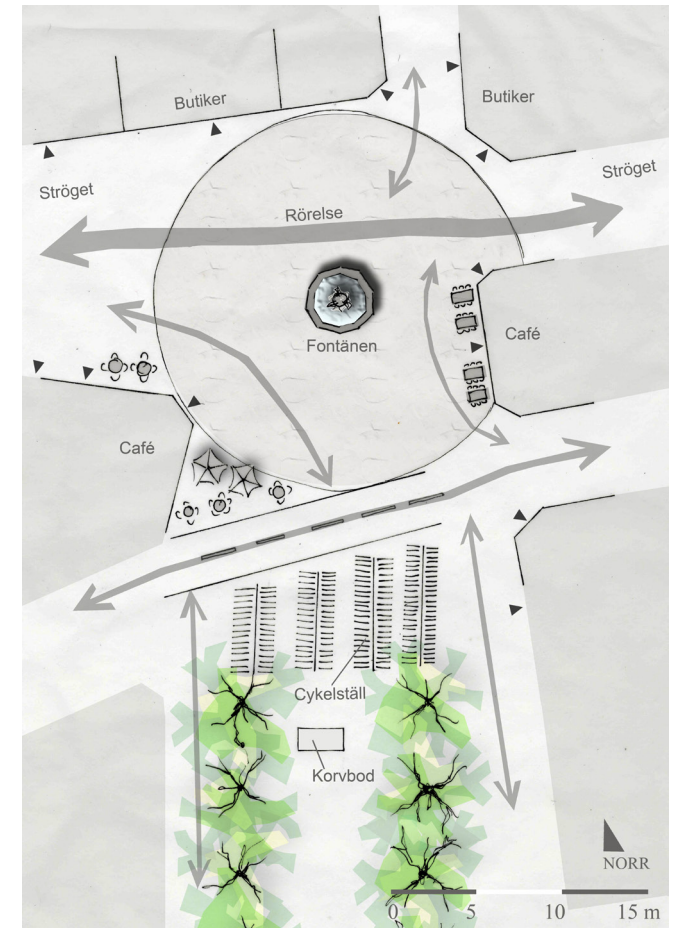 Butiker
Butiker
Ströget
Ströget
Rörelse
Fontänen
Café
Café
Cykelställ
Korvbod
NORR
0 5 10 15 m